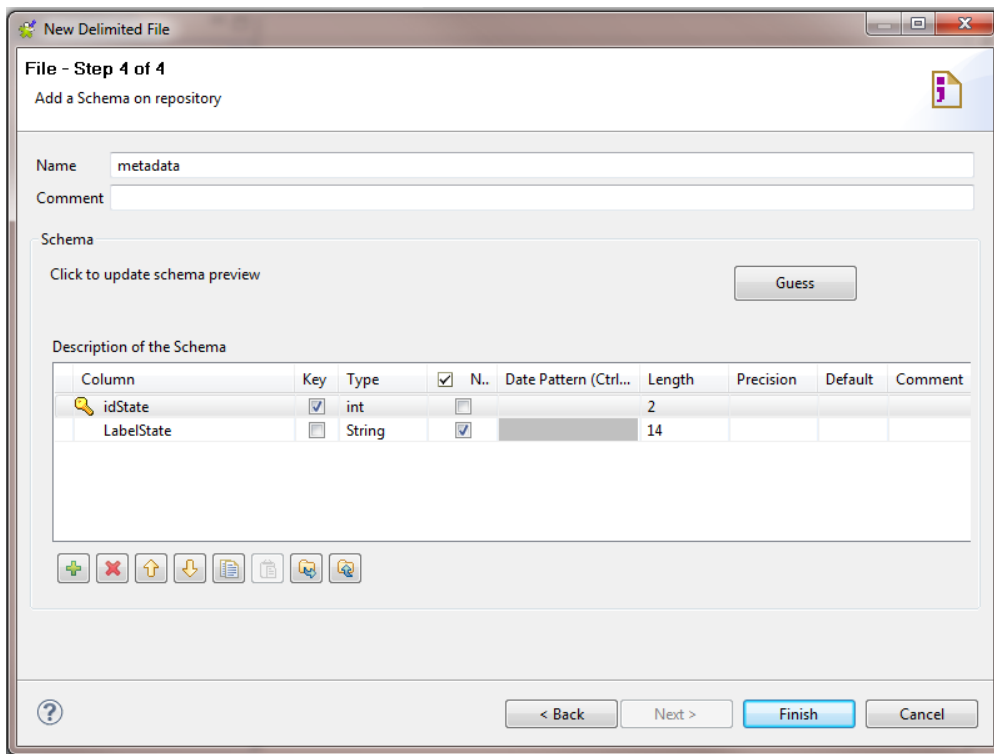 New Delimited File
File - Step 4 of 4
Add a Schema on repository
Name metadata
Comment
Schema
Click to update schema preview Guess
Description of the Schema
Column Key Type N.. Date Pattern (Ctrl... Length Precision Default Comment
idState int 2
LabelState String 14
< Back Next > Finish Cancel